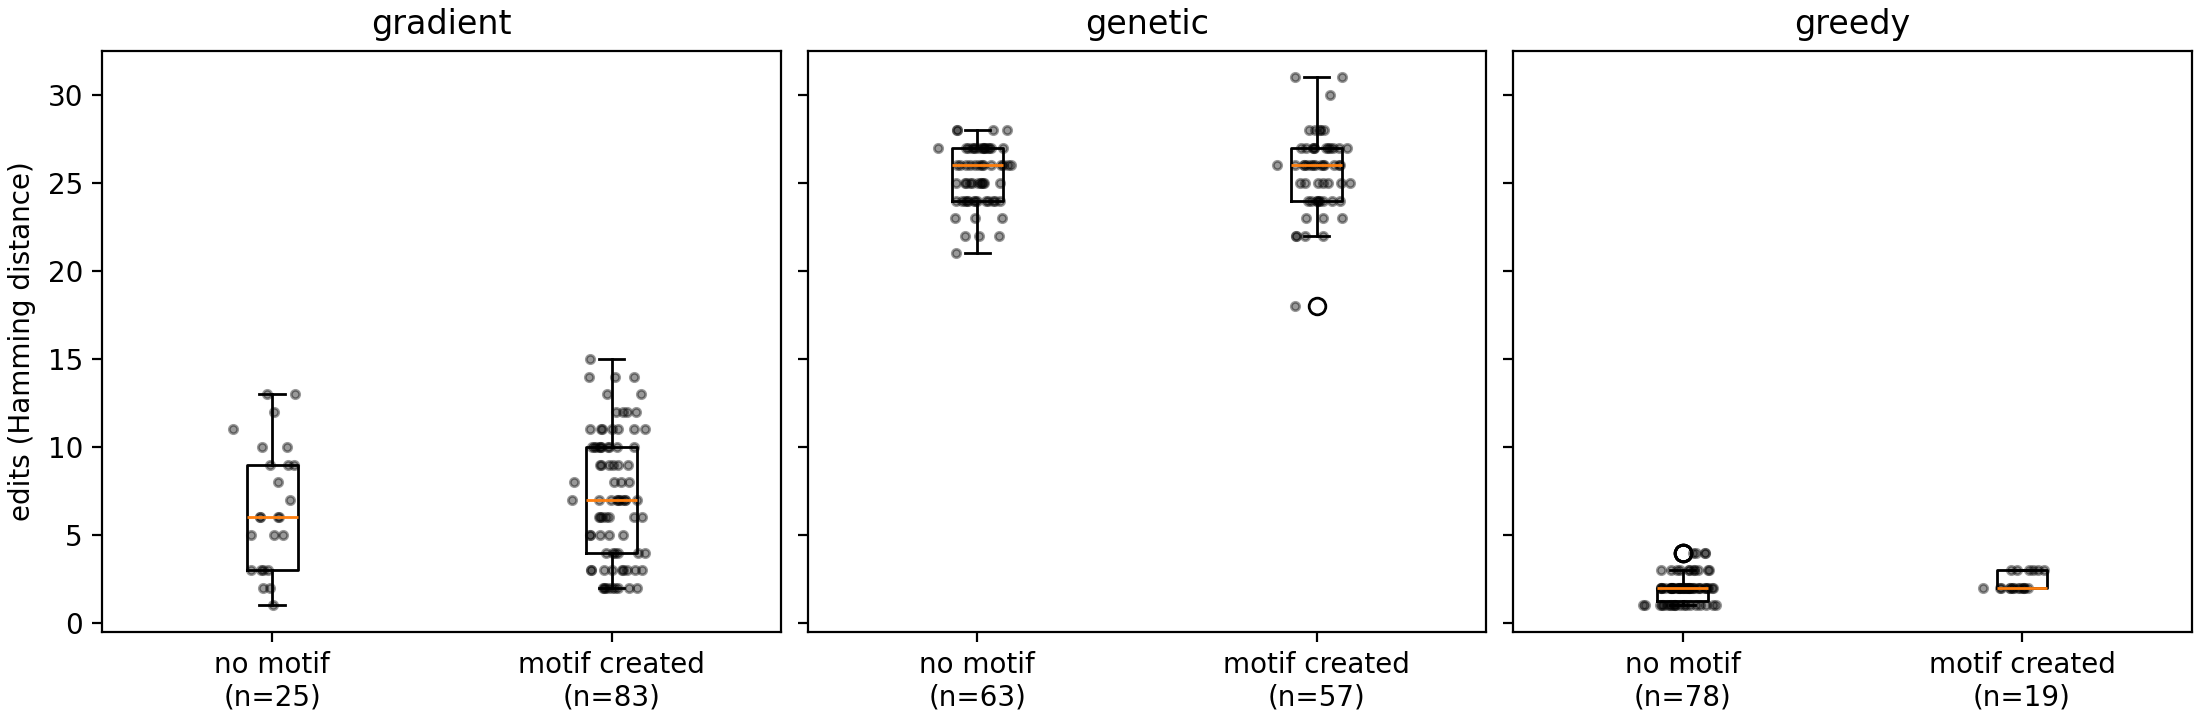 gradient
genetic
greedy
edits (Hamming distance)
30
25
20
15
10
5
0
no motif
(n=25)
motif created
(n=83)
no motif
(n=63)
motif created
(n=57)
no motif
(n=78)
motif created
(n=19)